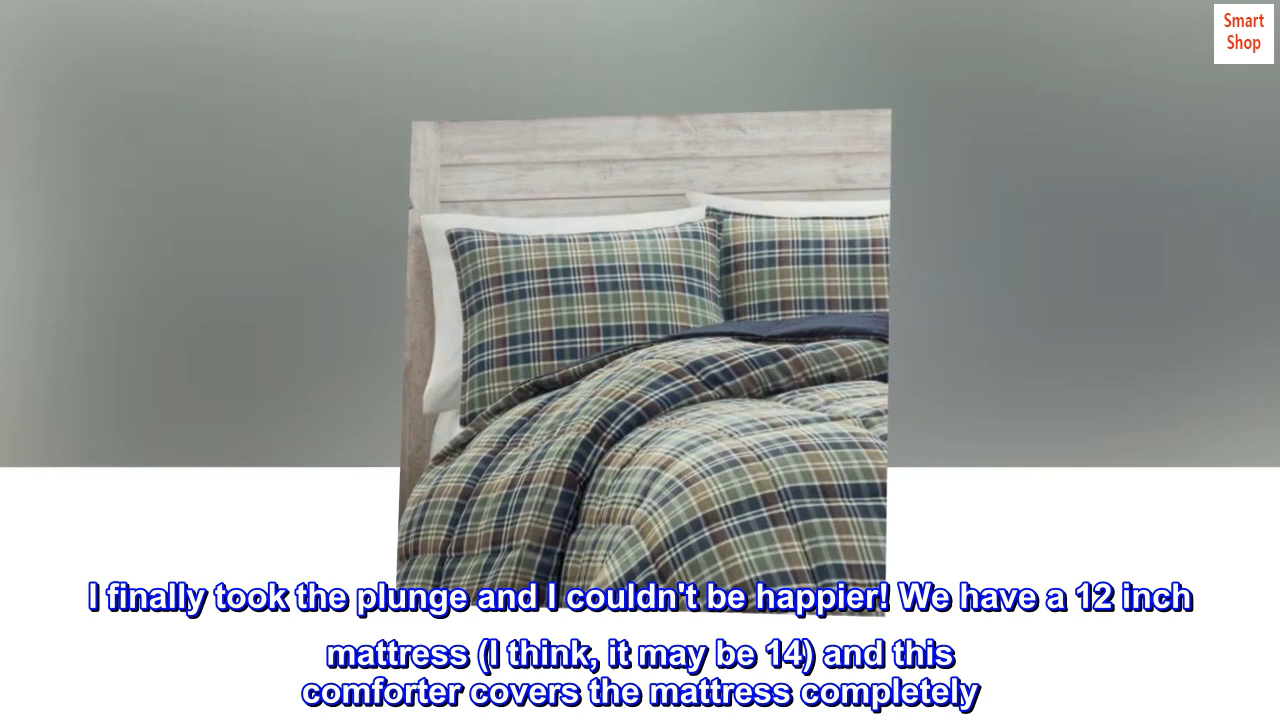 Smart
Shop
I finally took the plunge and I couldn't be happier! We have a 12 inch
mattress (I think, it may be 14) and this
comforter covers the mattress completely